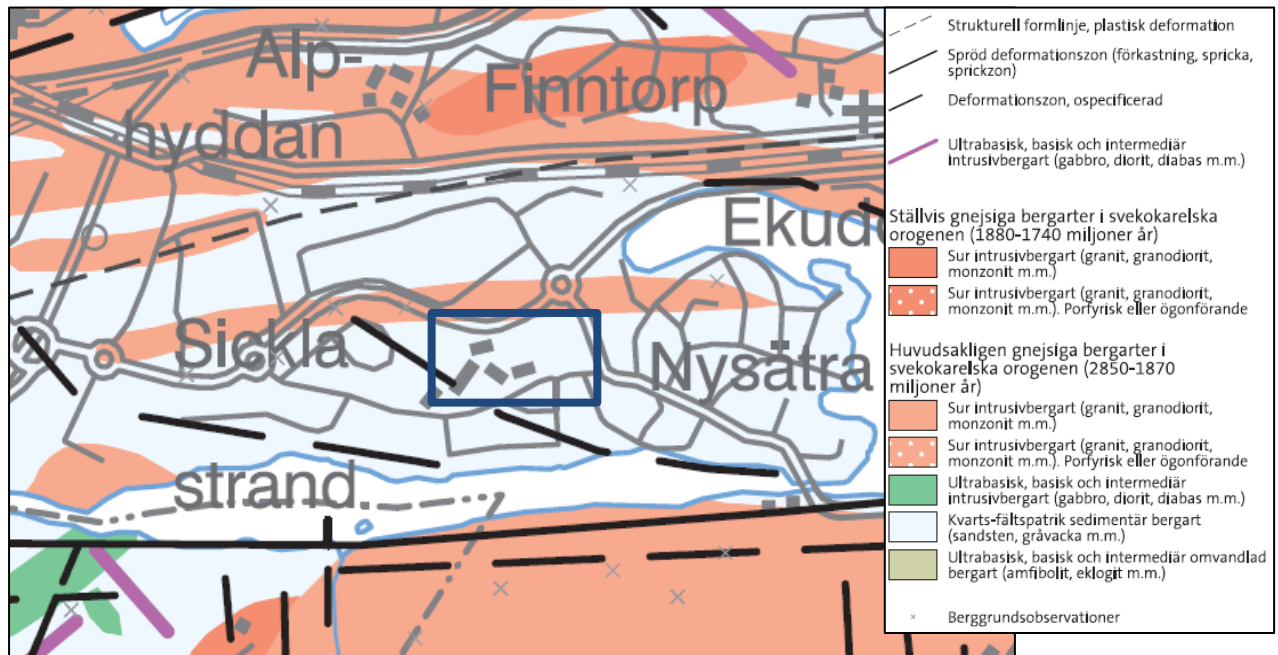 Alp-
hyddan
Finntorp
Ekudd
Sickla
Nysätra
strand.
Strukturell formlinje, plastisk deformation
Spröd deformationszon (förkastning, spricka,
sprickzon)
Deformationszon, ospecificerad
Ultrabasisk, basisk och intermediär
intrusivbergart (gabbro, diorit, diabas m.m.)
Ställvis gnejsiga bergarter i svekokarelska
orogenen (1880-1740 miljoner år)
Sur intrusivbergart (granit, granodiorit,
monzonit m.m.)
Sur intrusivbergart (granit, granodiorit,
monzonit m.m.). Porfyrisk eller ögonförande
Huvudsakligen gnejsiga bergarter i
svekokarelska orogenen (2850-1870
miljoner år)
Sur intrusivbergart (granit, granodiorit,
monzonit m.m.)
Sur intrusivbergart (granit, granodiorit,
monzonit m.m.). Porfyrisk eller ögonförande
Ultrabasisk, basisk och intermediär
intrusivbergart (gabbro, diorit, diabas m.m.)
Kvarts-fältspatrik sedimentär bergart
(sandsten, gråvacka m.m.)
Ultrabasisk, basisk och intermediär omvandlad
bergart (amfibolit, eklogit m.m.)
Berggrundsobservationer